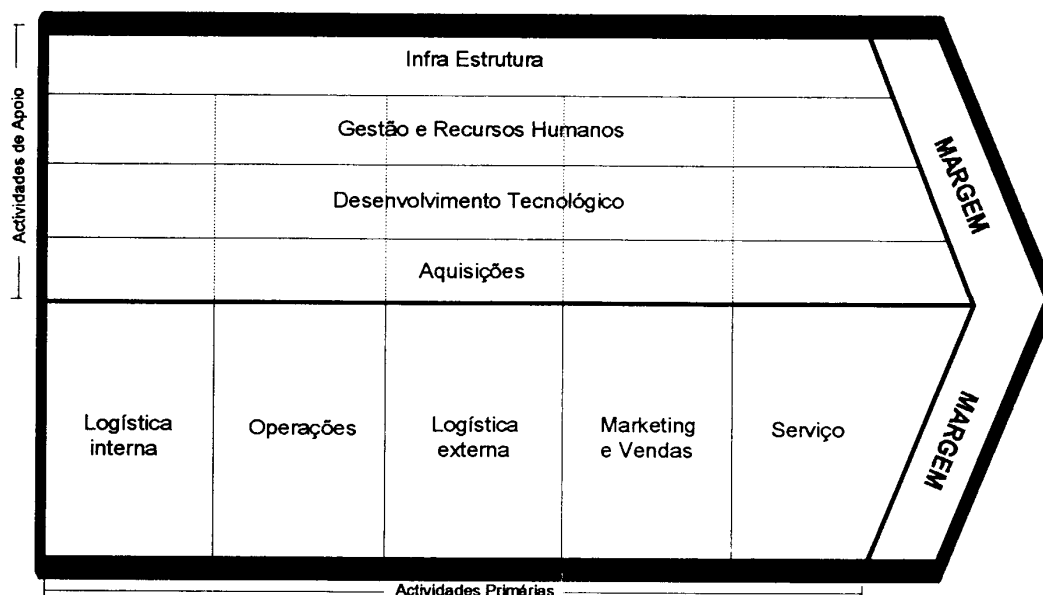 Actividades de Apoio
Infra Estrutura
Gestão e Recursos Humanos
Desenvolvimento Tecnológico
Aquisições
MARGEM
Logística
interna
Operações
Logística
externa
Marketing
e Vendas
Serviço
MARGEM
Actividades Primárias